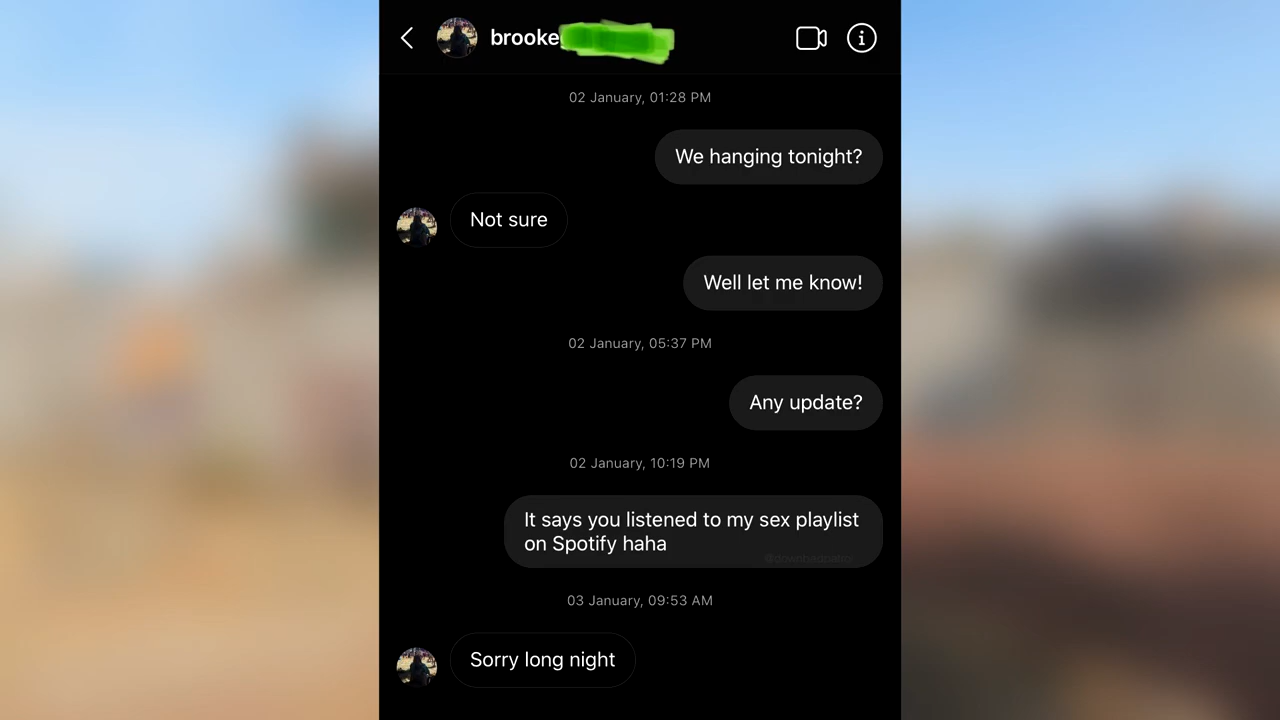 brooke
02 January, 01:28 PM
We hanging tonight?
Not sure
Well let me know!
02 January, 05:37 PM
Any update?
02 January, 10:19 PM
It says you listened to my sex playlist
on Spotify haha
03 January, 09:53 AM
Sorry long night